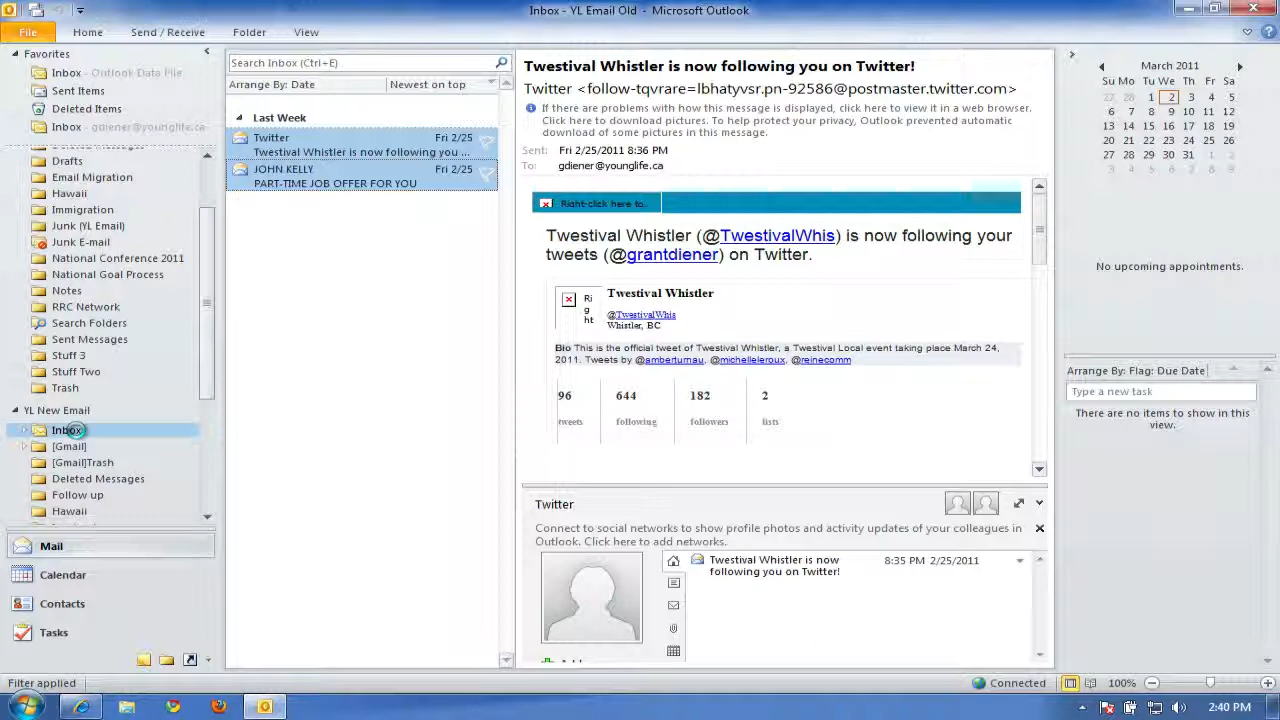 Inbox - YL Email Old - Microsoft Outlook
File Home Send / Receive Folder View
Favorites
Inbox - Outlook Data File
Sent Items
Deleted Items
Inbox - gdiener@younglife.ca
Drafts
Email Migration
Hawaii
Immigration
Junk (YL Email)
Junk E-mail
National Conference 2011
National Goal Process
Notes
RRC Network
Search Folders
Sent Messages
Stuff 3
Stuff Two
Trash
YL New Email
Inbox
[Gmail]
[Gmail]Trash
Deleted Messages
Follow up
Hawaii
Mail
Calendar
Contacts
Tasks
Search Inbox (Ctrl+E)
Arrange By: Date Newest on top
Last Week
Twitter Fri 2/25
Twestival Whistler is now following you ...
JOHN KELLY Fri 2/25
PART-TIME JOB OFFER FOR YOU
Twestival Whistler is now following you on Twitter!
Twitter <follow-tqvrare=lbhatyvsr.pn-92586@postmaster.twitter.com>
If there are problems with how this message is displayed, click here to view it in a web browser.
Click here to download pictures. To help protect your privacy, Outlook prevented automatic
download of some pictures in this message.
Sent: Fri 2/25/2011 8:36 PM
To: gdiener@younglife.ca
Right-click here to...
Twestival Whistler (@TwestivalWhis) is now following your
tweets (@grantdiener) on Twitter.
Ri
g
ht
Twestival Whistler
@TwestivalWhis
Whistler, BC
Bio This is the official tweet of Twestival Whistler, a Twestival Local event taking place March 24,
2011. Tweets by @amberturnau, @michelleleroux, @reinecomm
96 644 182 2
tweets following followers lists
Twitter
Connect to social networks to show profile photos and activity updates of your colleagues in
Outlook. Click here to add networks.
Twestival Whistler is now 8:35 PM 2/25/2011
following you on Twitter!
March 2011
Su Mo Tu We Th Fr Sa
27 28 1 2 3 4 5
6 7 8 9 10 11 12
13 14 15 16 17 18 19
20 21 22 23 24 25 26
27 28 29 30 31 1 2
3 4 5 6 7 8 9
No upcoming appointments.
Arrange By: Flag: Due Date
Type a new task
There are no items to show in this
view.
Filter applied Connected 100%
2:40 PM